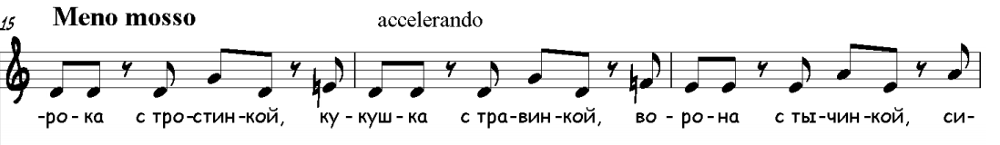 15 Meno mosso accelerando
-ро-ка с тро-стин-кой, ку-куш-ка с тра-вин-кой, во-ро-на с ты-чин-кой, си-